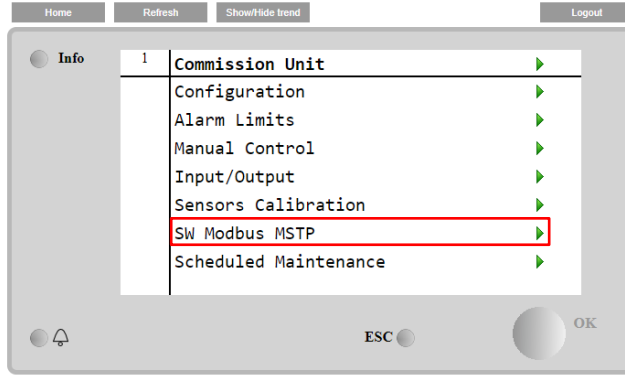 Home Refresh Show/Hide trend Logout
Info
1 Commission Unit
Configuration
Alarm Limits
Manual Control
Input/Output
Sensors Calibration
SW Modbus MSTP
Scheduled Maintenance
ESC OK